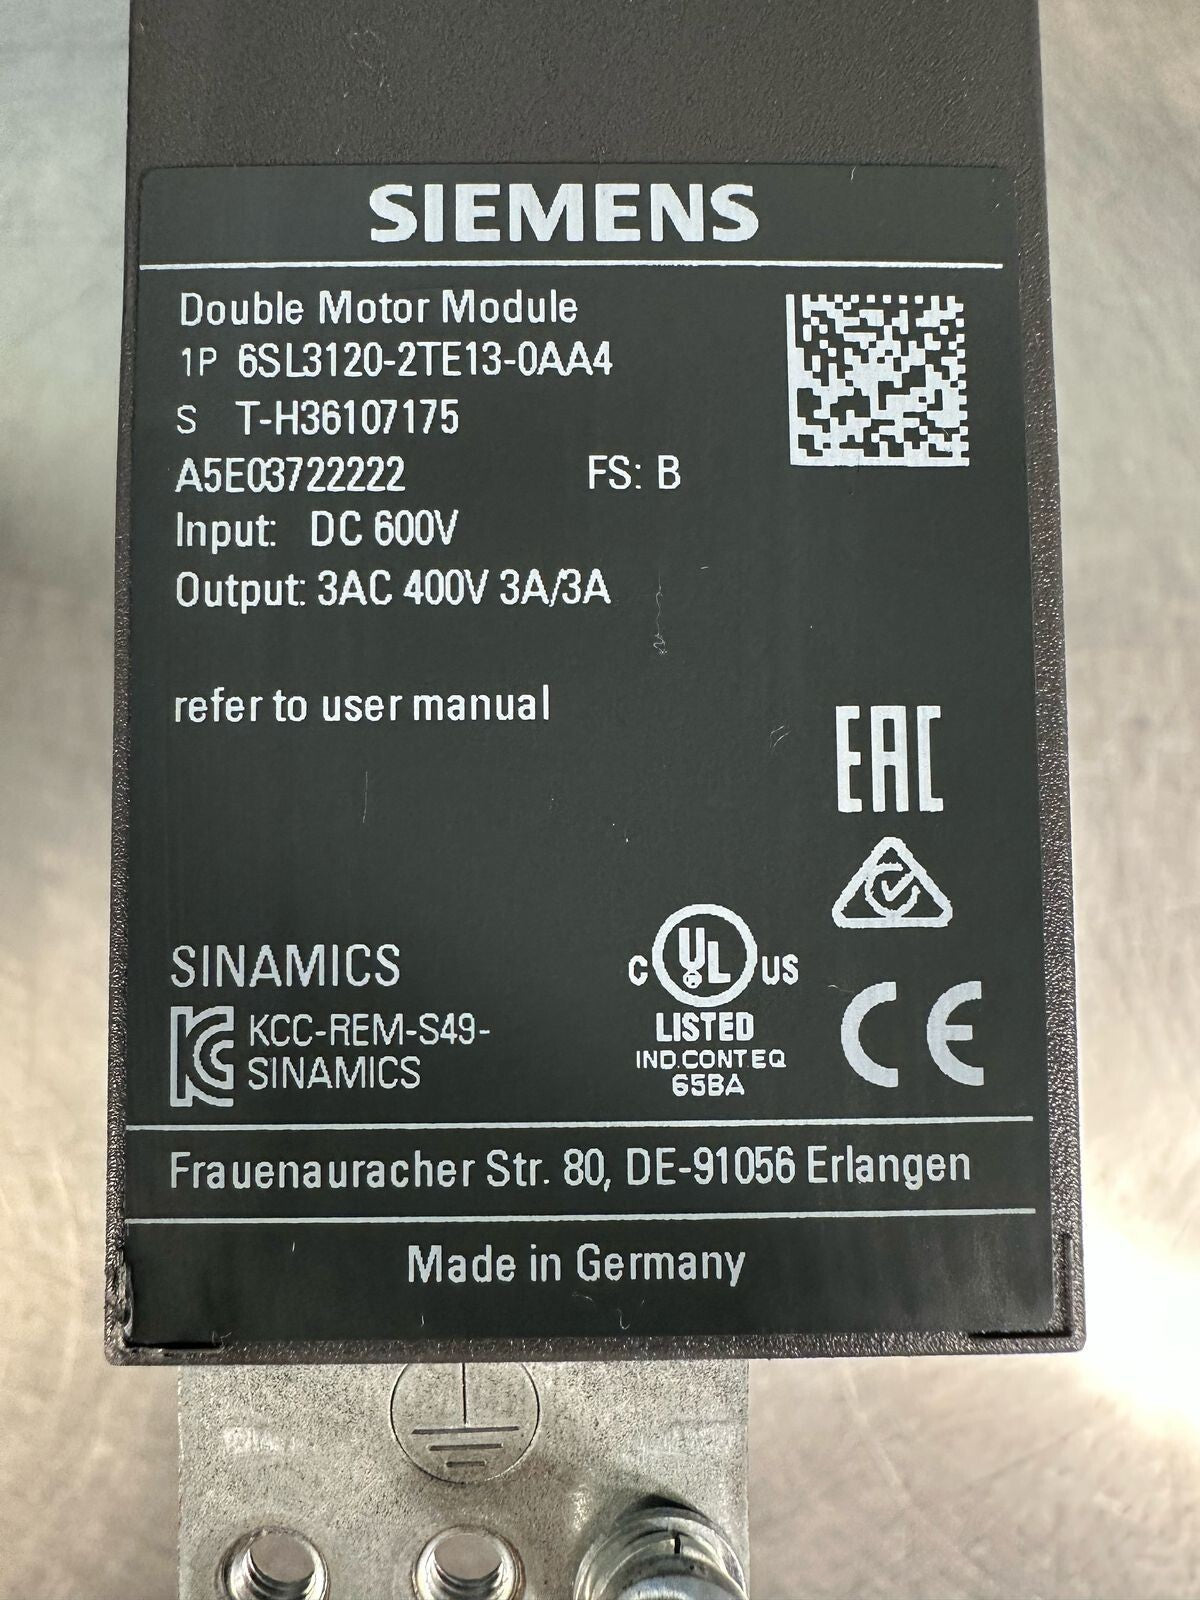 SIEMENS
Double Motor Module
1P 6SL3120-2TE13-0AA4
S T-H36107175
A5E03722222 FS: B
Input: DC 600V
Output: 3AC 400V 3A/3A
refer to user manual
EAC
SINAMICS
C UL US
LISTED
IND.CONT.EQ
65BA
CE
KC KCC-REM-S49-
SINAMICS
Frauenauracher Str. 80, DE-91056 Erlangen
Made in Germany